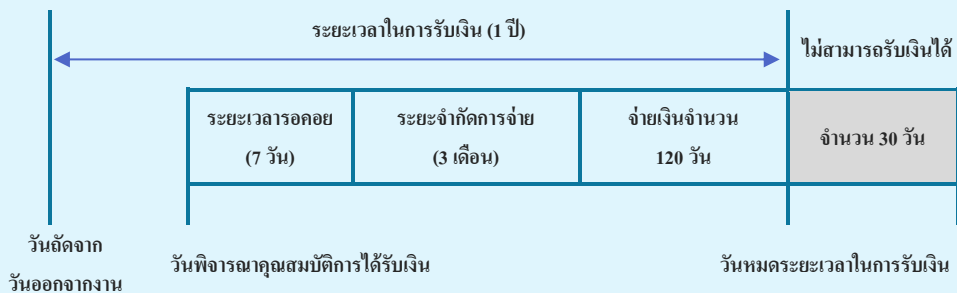 ระยะเวลาในการรับเงิน (1 ปี)
ไม่สามารถรับเงินได้
ระยะเวลารอคอย
(7 วัน)
ระยะจำกัดการจ่าย
(3 เดือน)
จ่ายเงินจำนวน
120 วัน
จำนวน 30 วัน
วันถัดจาก
วันออกจากงาน
วันพิจารณาคุณสมบัติการได้รับเงิน
วันหมดระยะเวลาในการรับเงิน